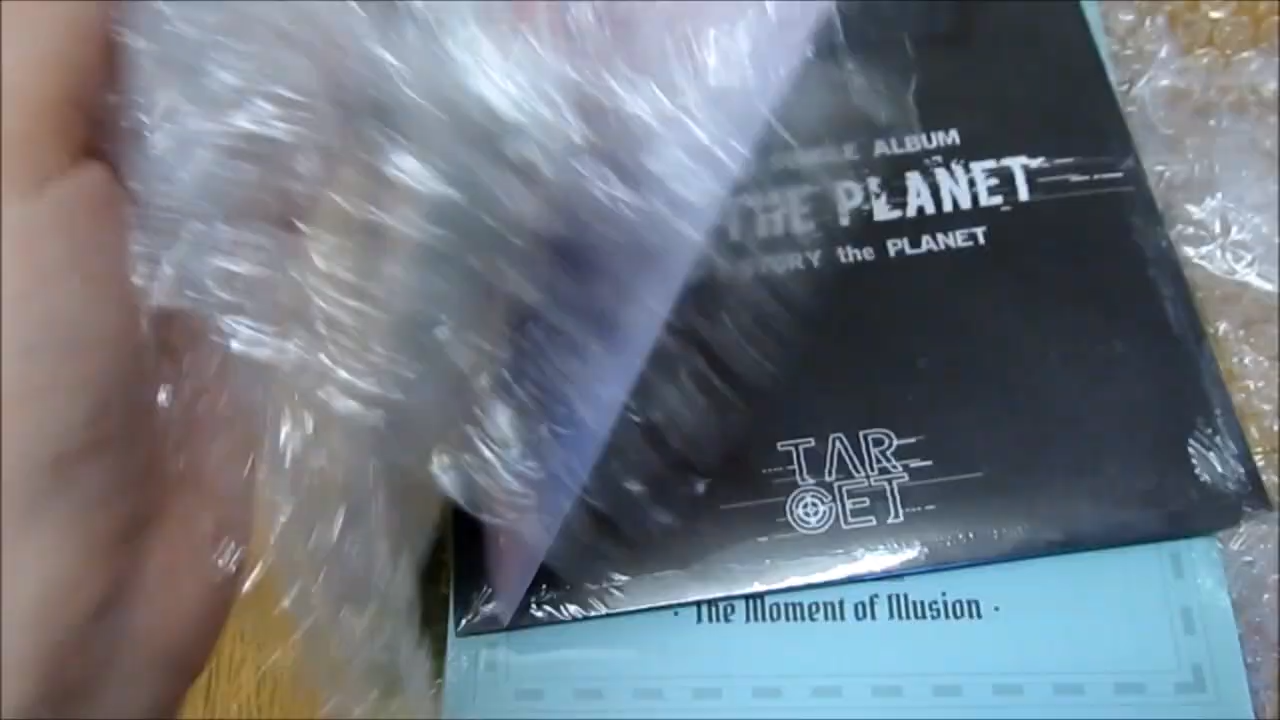 ALBUM
THE PLANET
the PLANET
TAR
GET
· The Moment of Illusion ·